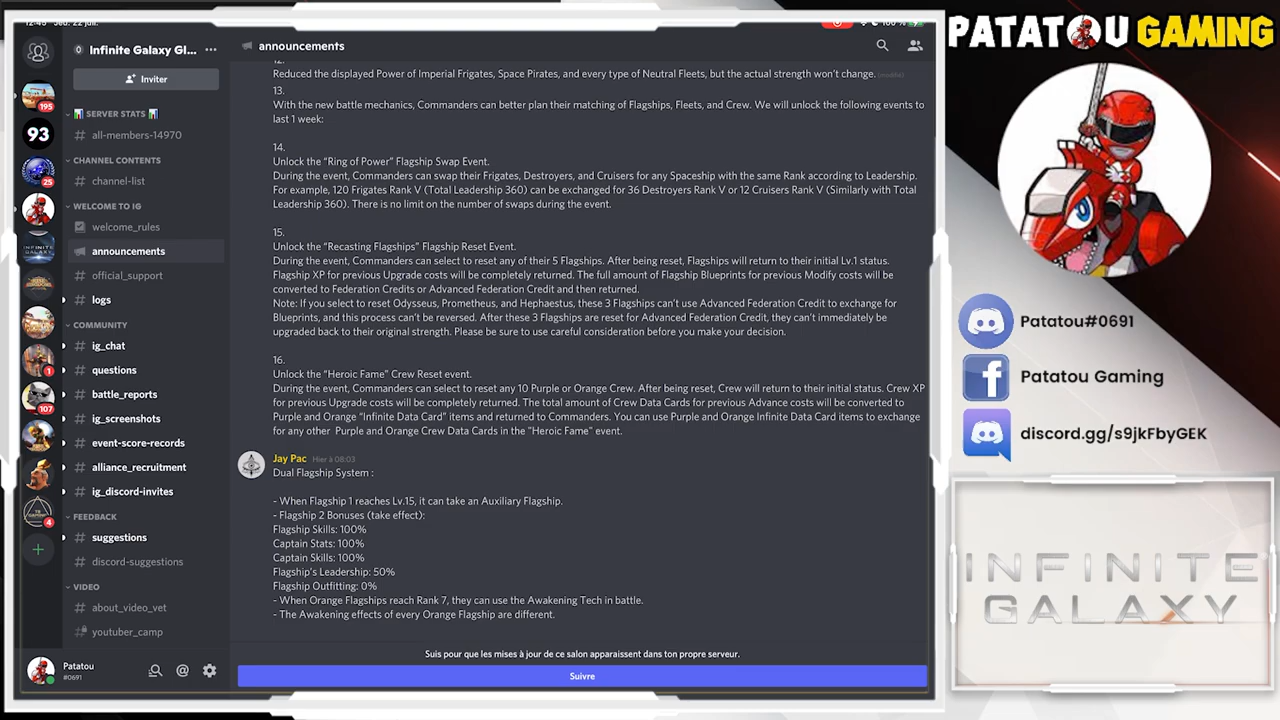 PATATOU GAMING
Infinite Galaxy Gl... ...
announcements
Inviter
195
93
25
1
107
4
SERVER STATS
# all-members-14970
CHANNEL CONTENTS
# channel-list
WELCOME TO IG
welcome_rules
announcements
# official_support
# logs
COMMUNITY
# ig_chat
# questions
# battle_reports
# ig_screenshots
# event-score-records
# alliance_recruitment
# ig_discord-invites
FEEDBACK
# suggestions
# discord-suggestions
VIDEO
# about_video_vet
# youtuber_camp
Patatou
#0691
12.
Reduced the displayed Power of Imperial Frigates, Space Pirates, and every type of Neutral Fleets, but the actual strength won't change. (modifié)
13.
With the new battle mechanics, Commanders can better plan their matching of Flagships, Fleets, and Crew. We will unlock the following events to
last 1 week:
14.
Unlock the “Ring of Power” Flagship Swap Event.
During the event, Commanders can swap their Frigates, Destroyers, and Cruisers for any Spaceship with the same Rank according to Leadership.
For example, 120 Frigates Rank V (Total Leadership 360) can be exchanged for 36 Destroyers Rank V or 12 Cruisers Rank V (Similarly with Total
Leadership 360). There is no limit on the number of swaps during the event.
15.
Unlock the “Recasting Flagships” Flagship Reset Event.
During the event, Commanders can select to reset any of their 5 Flagships. After being reset, Flagships will return to their initial Lv.1 status.
Flagship XP for previous Upgrade costs will be completely returned. The full amount of Flagship Blueprints for previous Modify costs will be
converted to Federation Credits or Advanced Federation Credit and then returned.
Note: If you select to reset Odysseus, Prometheus, and Hephaestus, these 3 Flagships can't use Advanced Federation Credit to exchange for
Blueprints, and this process can't be reversed. After these 3 Flagships are reset for Advanced Federation Credit, they can't immediately be
upgraded back to their original strength. Please be sure to use careful consideration before you make your decision.
16.
Unlock the “Heroic Fame” Crew Reset event.
During the event, Commanders can select to reset any 10 Purple or Orange Crew. After being reset, Crew will return to their initial status. Crew XP
for previous Upgrade costs will be completely returned. The total amount of Crew Data Cards for previous Advance costs will be converted to
Purple and Orange “Infinite Data Card” items and returned to Commanders. You can use Purple and Orange Infinite Data Card items to exchange
for any other Purple and Orange Crew Data Cards in the “Heroic Fame” event.
Jay Pac Hier à 08:03
Dual Flagship System :
- When Flagship 1 reaches Lv.15, it can take an Auxiliary Flagship.
- Flagship 2 Bonuses (take effect):
Flagship Skills: 100%
Captain Stats: 100%
Captain Skills: 100%
Flagship's Leadership: 50%
Flagship Outfitting: 0%
- When Orange Flagships reach Rank 7, they can use the Awakening Tech in battle.
- The Awakening effects of every Orange Flagship are different.
Suis pour que les mises à jour de ce salon apparaissent dans ton propre serveur.
Suivre
Patatou#0691
Patatou Gaming
discord.gg/s9jkFbyGEK
INFINITE
GALAXY